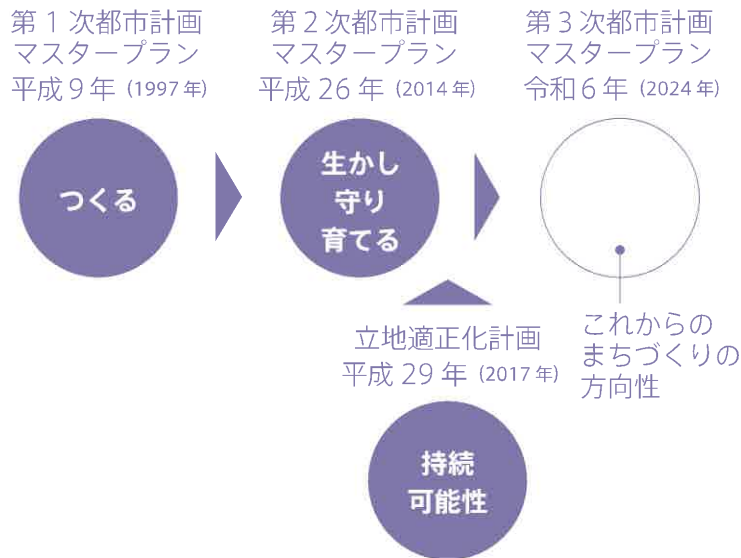 第1次都市計画
マスタープラン
平成9年（1997年）
つくる
第2次都市計画
マスタープラン
平成26年（2014年）
生かし
守り
育てる
第3次都市計画
マスタープラン
令和6年（2024年）
これからの
まちづくりの
方向性
立地適正化計画
平成29年（2017年）
持続
可能性